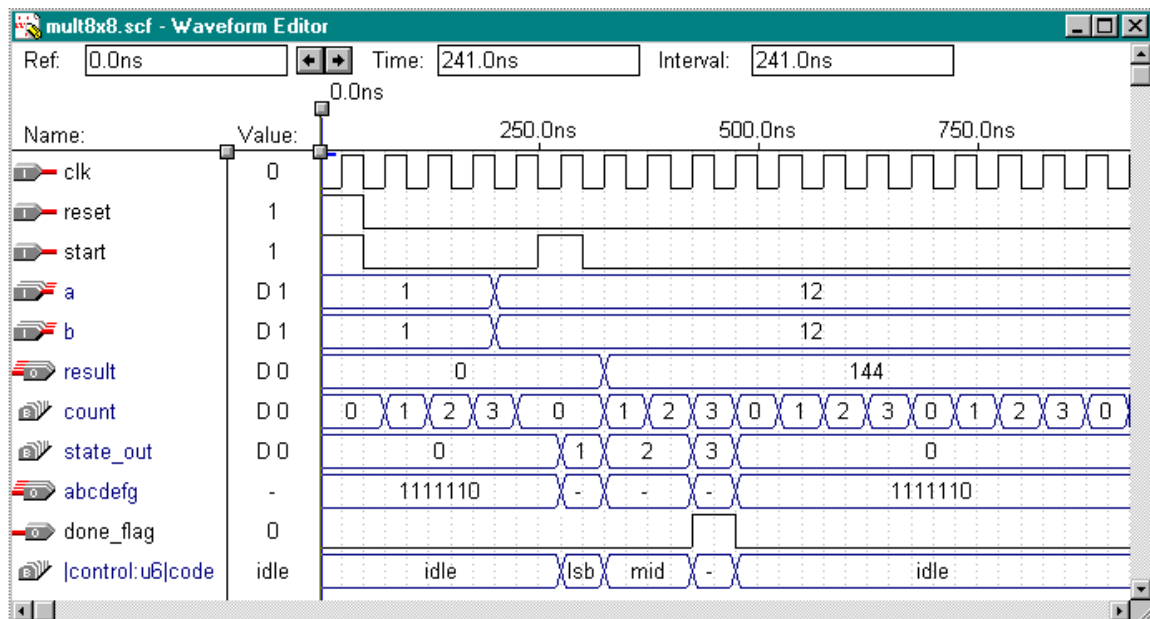 mult8x8.scf - Waveform Editor
Ref: 0.0ns Time: 241.0ns Interval: 241.0ns
0.0ns
Name: Value: 250.0ns 500.0ns 750.0ns
clk 0
reset 1
start 1
a D 1 1 12
b D 1 1 12
result D 0 0 144
count D 0 0 1 2 3 0 1 2 3 0 1 2 3 0 1 2 3 0
state_out D 0 0 1 2 3 0
abcdefg - 1111110 - - - 1111110
done_flag 0
|control:u6|code idle idle lsb mid - idle